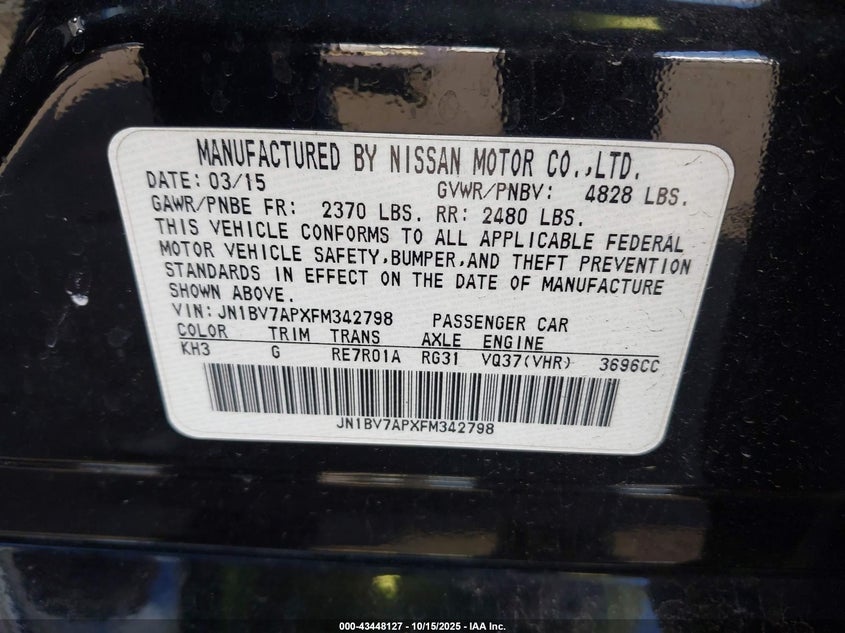 MANUFACTURED BY NISSAN MOTOR CO.,LTD.
DATE: 03/15 GVWR/PNBV: 4828 LBS.
GAWR/PNBE FR: 2370 LBS. RR: 2480 LBS.
THIS VEHICLE CONFORMS TO ALL APPLICABLE FEDERAL
MOTOR VEHICLE SAFETY,BUMPER,AND THEFT PREVENTION
STANDARDS IN EFFECT ON THE DATE OF MANUFACTURE
SHOWN ABOVE.
VIN: JN1BV7APXFM342798 PASSENGER CAR
COLOR TRIM TRANS AXLE ENGINE
KH3 G RE7R01A RG31 VQ37(VHR) 3696CC
JN1BV7APXFM342798
000-43448127 - 10/15/2025 - IAA Inc.